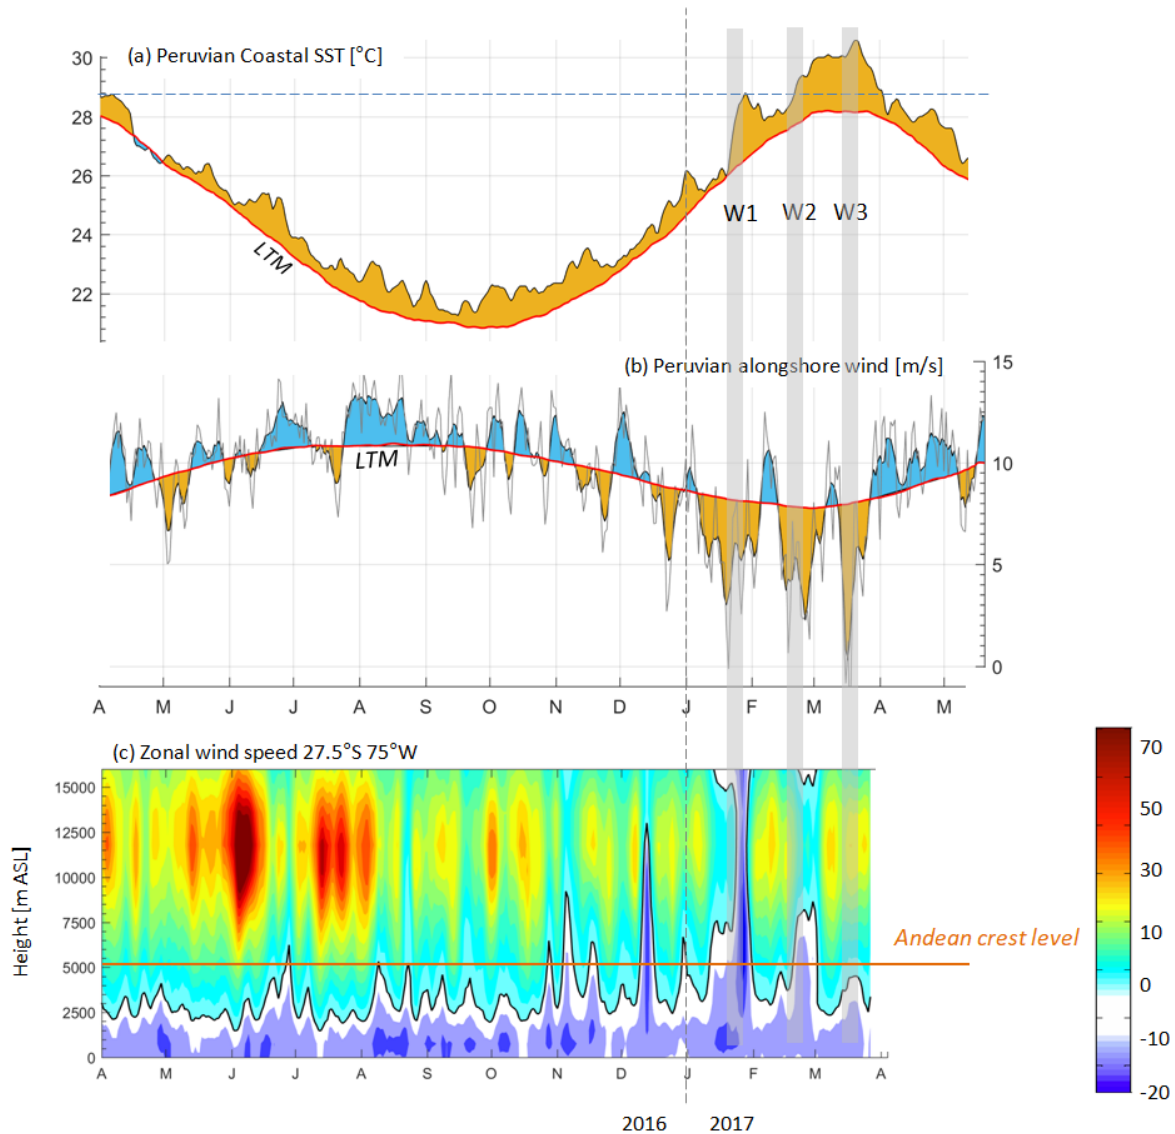 (a) Peruvian Coastal SST [°C]
30
28
26
24
22
LTM
W1 W2 W3
(b) Peruvian alongshore wind [m/s]
15
10
5
0
LTM
A M J J A S O N D J F M A M
(c) Zonal wind speed 27.5°S 75°W
15000
12500
10000
7500
5000
2500
0
Height [m ASL]
Andean crest level
A M J J A S O N D J F M A
2016 2017
70
50
40
30
20
10
0
-10
-20